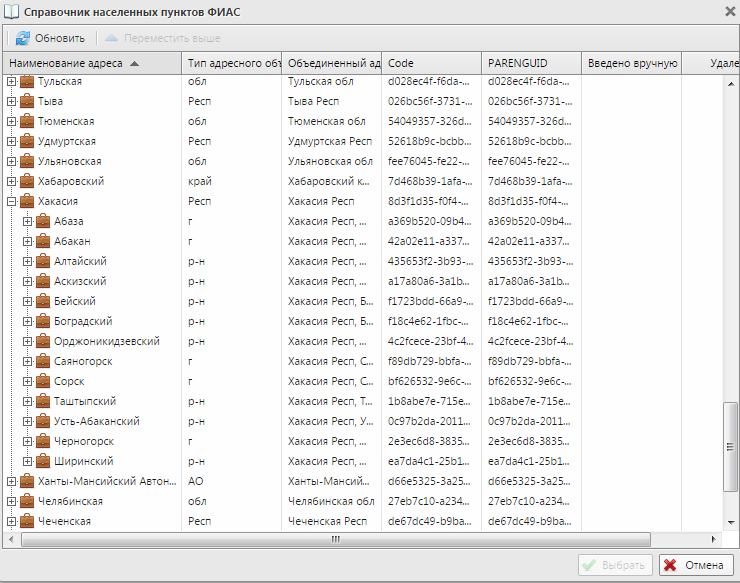 Справочник населенных пунктов ФИАС
Обновить Переместить выше
Наименование адреса Тип адресного объ Объединенный ад Code PARENGUID Введено вручную Удале
Тульская обл Тульская обл d028ec4f-f6da-... d028ec4f-f6da-...
Тыва Респ Тыва Респ 026bc56f-3731-... 026bc56f-3731-...
Тюменская обл Тюменская обл 54049357-326d... 54049357-326d...
Удмуртская Респ Удмуртская Респ 52618b9c-bcbb... 52618b9c-bcbb...
Ульяновская обл Ульяновская обл fee76045-fe22-... fee76045-fe22-...
Хабаровский край Хабаровский к... 7d468b39-1afa-... 7d468b39-1afa-...
Хакасия Респ Хакасия Респ 8d3f1d35-f0f4-... 8d3f1d35-f0f4-...
Абаза г Хакасия Респ, ... a369b520-09b4... a369b520-09b4...
Абакан г Хакасия Респ, ... 42a02e11-a337... 42a02e11-a337...
Алтайский р-н Хакасия Респ, ... 435653f2-3b93-... 435653f2-3b93-...
Аскизский р-н Хакасия Респ, ... a17a80a6-3a1b... a17a80a6-3a1b...
Бейский р-н Хакасия Респ, Б... f1723bdd-66a9-... f1723bdd-66a9-...
Боградский р-н Хакасия Респ, Б... f18c4e62-1fbc-... f18c4e62-1fbc-...
Орджоникидзевский р-н Хакасия Респ, ... 4c2fcece-23bf-4... 4c2fcece-23bf-4...
Саяногорск г Хакасия Респ, С... f89db729-bbfa-... f89db729-bbfa-...
Сорск г Хакасия Респ, С... bf626532-9e6c-... bf626532-9e6c-...
Таштыпский р-н Хакасия Респ, Т... 1b8abe7e-715e... 1b8abe7e-715e...
Усть-Абаканский р-н Хакасия Респ, У... 0c97b2da-2011... 0c97b2da-2011...
Черногорск г Хакасия Респ, ... 2e3ec6d8-3835... 2e3ec6d8-3835...
Ширинский р-н Хакасия Респ, ... ea7da4c1-25b1... ea7da4c1-25b1...
Ханты-Мансийский Автон... АО Ханты-Мансий... d66e5325-3a25... d66e5325-3a25...
Челябинская обл Челябинская обл 27eb7c10-a234... 27eb7c10-a234...
Чеченская Респ Чеченская Респ de67dc49-b9ba... de67dc49-b9ba...
Выбрать Отмена